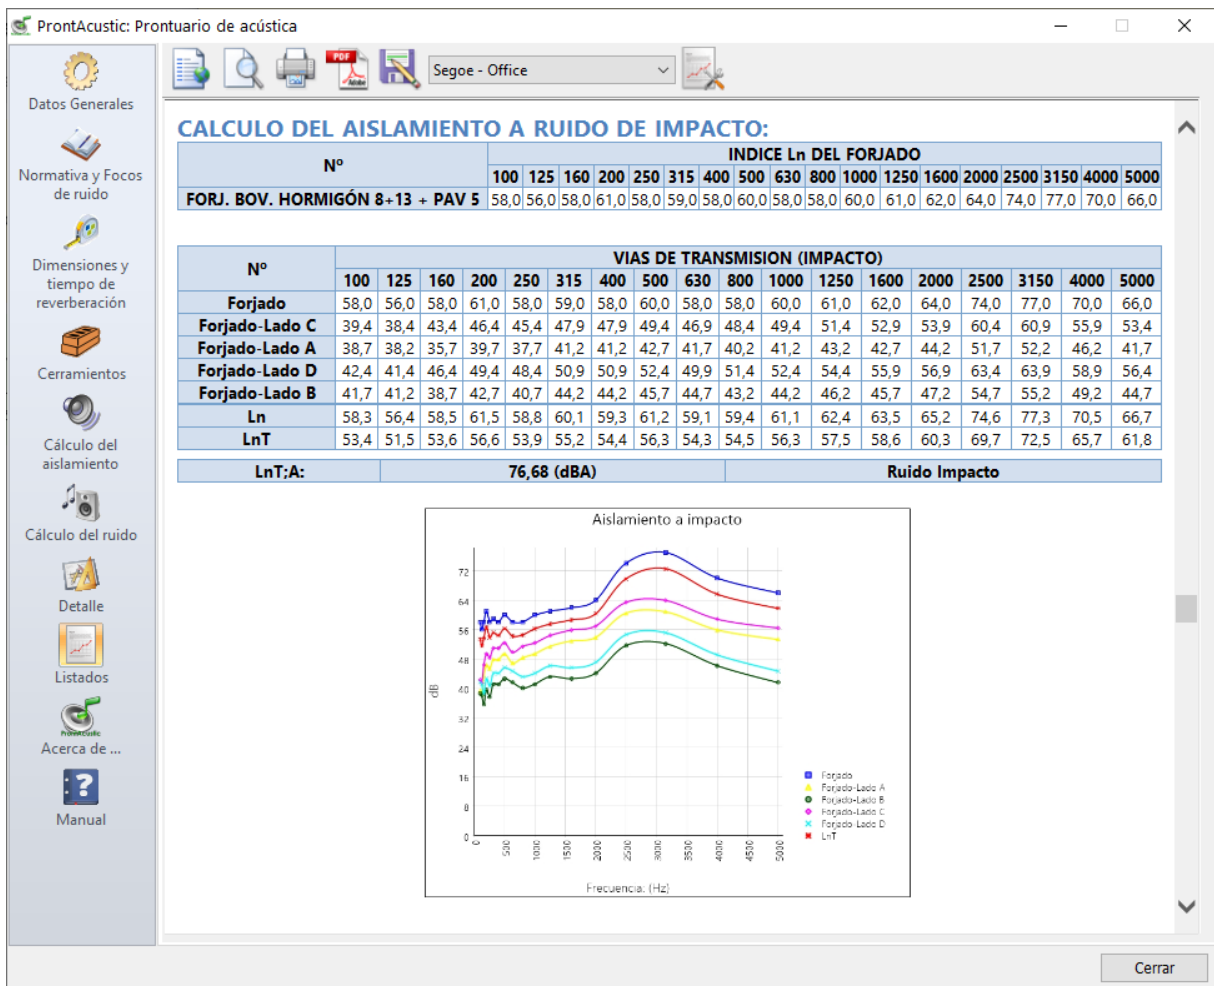 ProntAcustic: Prontuario de acústica
Datos Generales
Normativa y Focos
de ruido
Dimensiones y
tiempo de
reverberación
Cerramientos
Cálculo del
aislamiento
Cálculo del ruido
Detalle
Listados
ProntAcustic
Acerca de ...
Manual
PDF
Adobe
Segoe - Office
CALCULO DEL AISLAMIENTO A RUIDO DE IMPACTO:
Nº INDICE Ln DEL FORJADO
100 125 160 200 250 315 400 500 630 800 1000 1250 1600 2000 2500 3150 4000 5000
FORJ. BOV. HORMIGÓN 8+13 + PAV 5 58,0 56,0 58,0 61,0 58,0 59,0 58,0 60,0 58,0 58,0 60,0 61,0 62,0 64,0 74,0 77,0 70,0 66,0
Nº VIAS DE TRANSMISION (IMPACTO)
100 125 160 200 250 315 400 500 630 800 1000 1250 1600 2000 2500 3150 4000 5000
Forjado 58,0 56,0 58,0 61,0 58,0 59,0 58,0 60,0 58,0 58,0 60,0 61,0 62,0 64,0 74,0 77,0 70,0 66,0
Forjado-Lado C 39,4 38,4 43,4 46,4 45,4 47,9 47,9 49,4 46,9 48,4 49,4 51,4 52,9 53,9 60,4 60,9 55,9 53,4
Forjado-Lado A 38,7 38,2 35,7 39,7 37,7 41,2 41,2 42,7 41,7 40,2 41,2 43,2 42,7 44,2 51,7 52,2 46,2 41,7
Forjado-Lado D 42,4 41,4 46,4 49,4 48,4 50,9 50,9 52,4 49,9 51,4 52,4 54,4 55,9 56,9 63,4 63,9 58,9 56,4
Forjado-Lado B 41,7 41,2 38,7 42,7 40,7 44,2 44,2 45,7 44,7 43,2 44,2 46,2 45,7 47,2 54,7 55,2 49,2 44,7
Ln 58,3 56,4 58,5 61,5 58,8 60,1 59,3 61,2 59,1 59,4 61,1 62,4 63,5 65,2 74,6 77,3 70,5 66,7
LnT 53,4 51,5 53,6 56,6 53,9 55,2 54,4 56,3 54,3 54,5 56,3 57,5 58,6 60,3 69,7 72,5 65,7 61,8
LnT;A: 76,68 (dBA) Ruido Impacto
Aislamiento a impacto
72
64
56
48
40
32
24
16
8
0
dB
0 500 1000 1500 2000 2500 3000 3500 4000 4500 5000
Frecuencia: (Hz)
Forjado
Forjado-Lado A
Forjado-Lado B
Forjado-Lado C
Forjado-Lado D
LnT
Cerrar